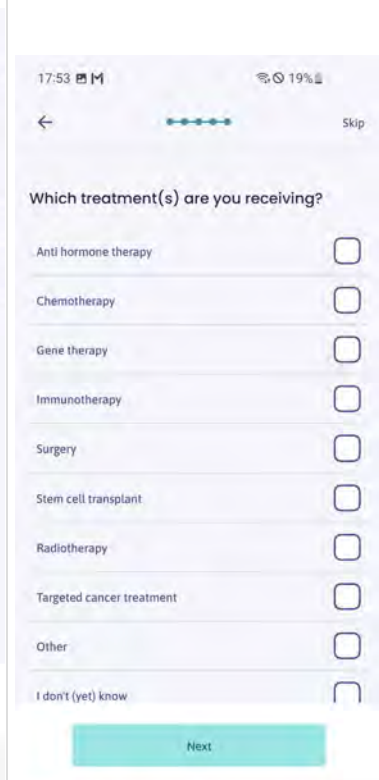 17:53 M 19%
Skip
Which treatment(s) are you receiving?
Anti hormone therapy
Chemotherapy
Gene therapy
Immunotherapy
Surgery
Stem cell transplant
Radiotherapy
Targeted cancer treatment
Other
I don't (yet) know
Next